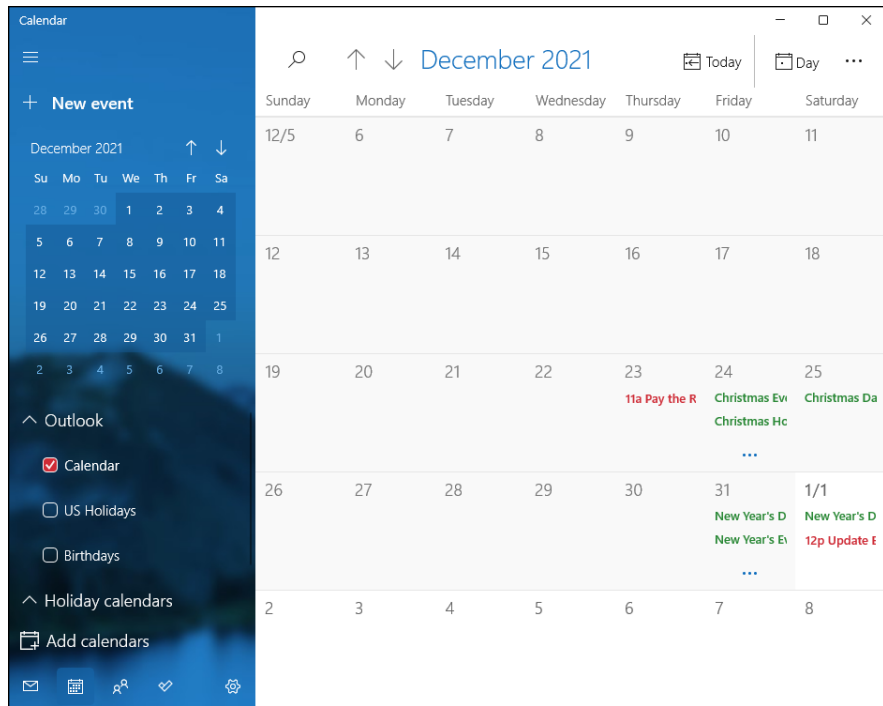 Calendar
New event
December 2021
Su Mo Tu We Th Fr Sa
28 29 30 1 2 3 4
5 6 7 8 9 10 11
12 13 14 15 16 17 18
19 20 21 22 23 24 25
26 27 28 29 30 31 1
2 3 4 5 6 7 8
Outlook
Calendar
US Holidays
Birthdays
Holiday calendars
Add calendars
December 2021
Today
Day
Sunday Monday Tuesday Wednesday Thursday Friday Saturday
12/5 6 7 8 9 10 11
12 13 14 15 16 17 18
19 20 21 22 23 24 25
11a Pay the R Christmas Eve Christmas Da
Christmas Ho
26 27 28 29 30 31 1/1
New Year's D New Year's D
New Year's Ev 12p Update E
2 3 4 5 6 7 8